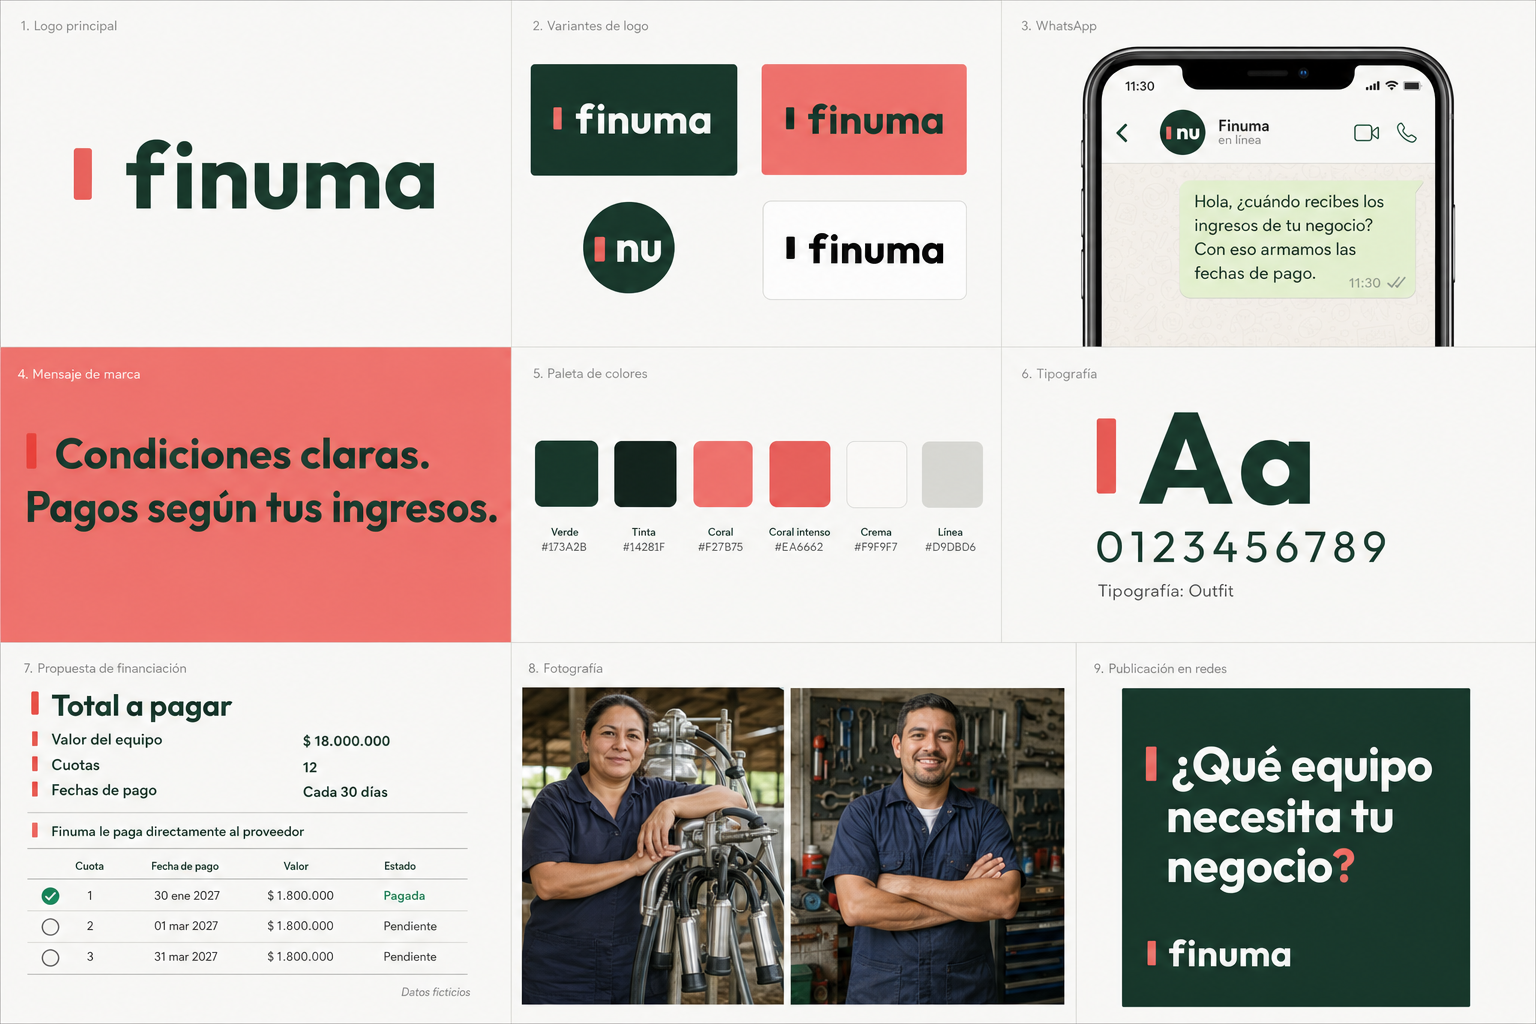 1. Logo principal
finuma
2. Variantes de logo
finuma
finuma
nu
finuma
3. WhatsApp
11:30
nu
Finuma
en línea
Hola, ¿cuándo recibes los
ingresos de tu negocio?
Con eso armamos las
fechas de pago.
11:30
4. Mensaje de marca
Condiciones claras.
Pagos según tus ingresos.
5. Paleta de colores
Verde
#173A2B
Tinta
#14281F
Coral
#F27B75
Coral intenso
#EA6662
Crema
#F9F9F7
Línea
#D9DBD6
6. Tipografía
Aa
0123456789
Tipografía: Outfit
7. Propuesta de financiación
Total a pagar
Valor del equipo $ 18.000.000
Cuotas 12
Fechas de pago Cada 30 días
Finuma le paga directamente al proveedor
Cuota Fecha de pago Valor Estado
1 30 ene 2027 $ 1.800.000 Pagada
2 01 mar 2027 $ 1.800.000 Pendiente
3 31 mar 2027 $ 1.800.000 Pendiente
Datos ficticios
8. Fotografía
9. Publicación en redes
¿Qué equipo
necesita tu
negocio?
finuma